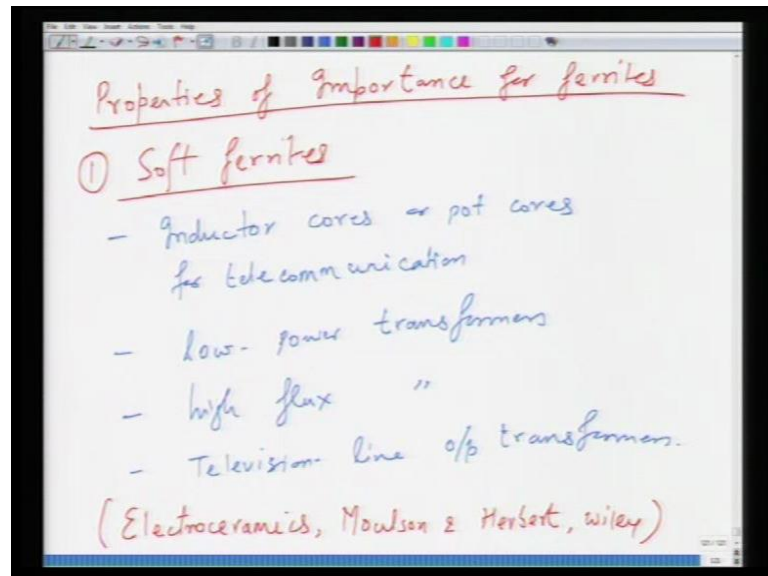 Properties of Importance for ferrites
① Soft ferrites
- Inductor cores or pot cores
for telecommunication
- Low-power transformers
- high flux "
- Television line o/p transformers.
(Electroceramics, Moulson & Herbert, Wiley)